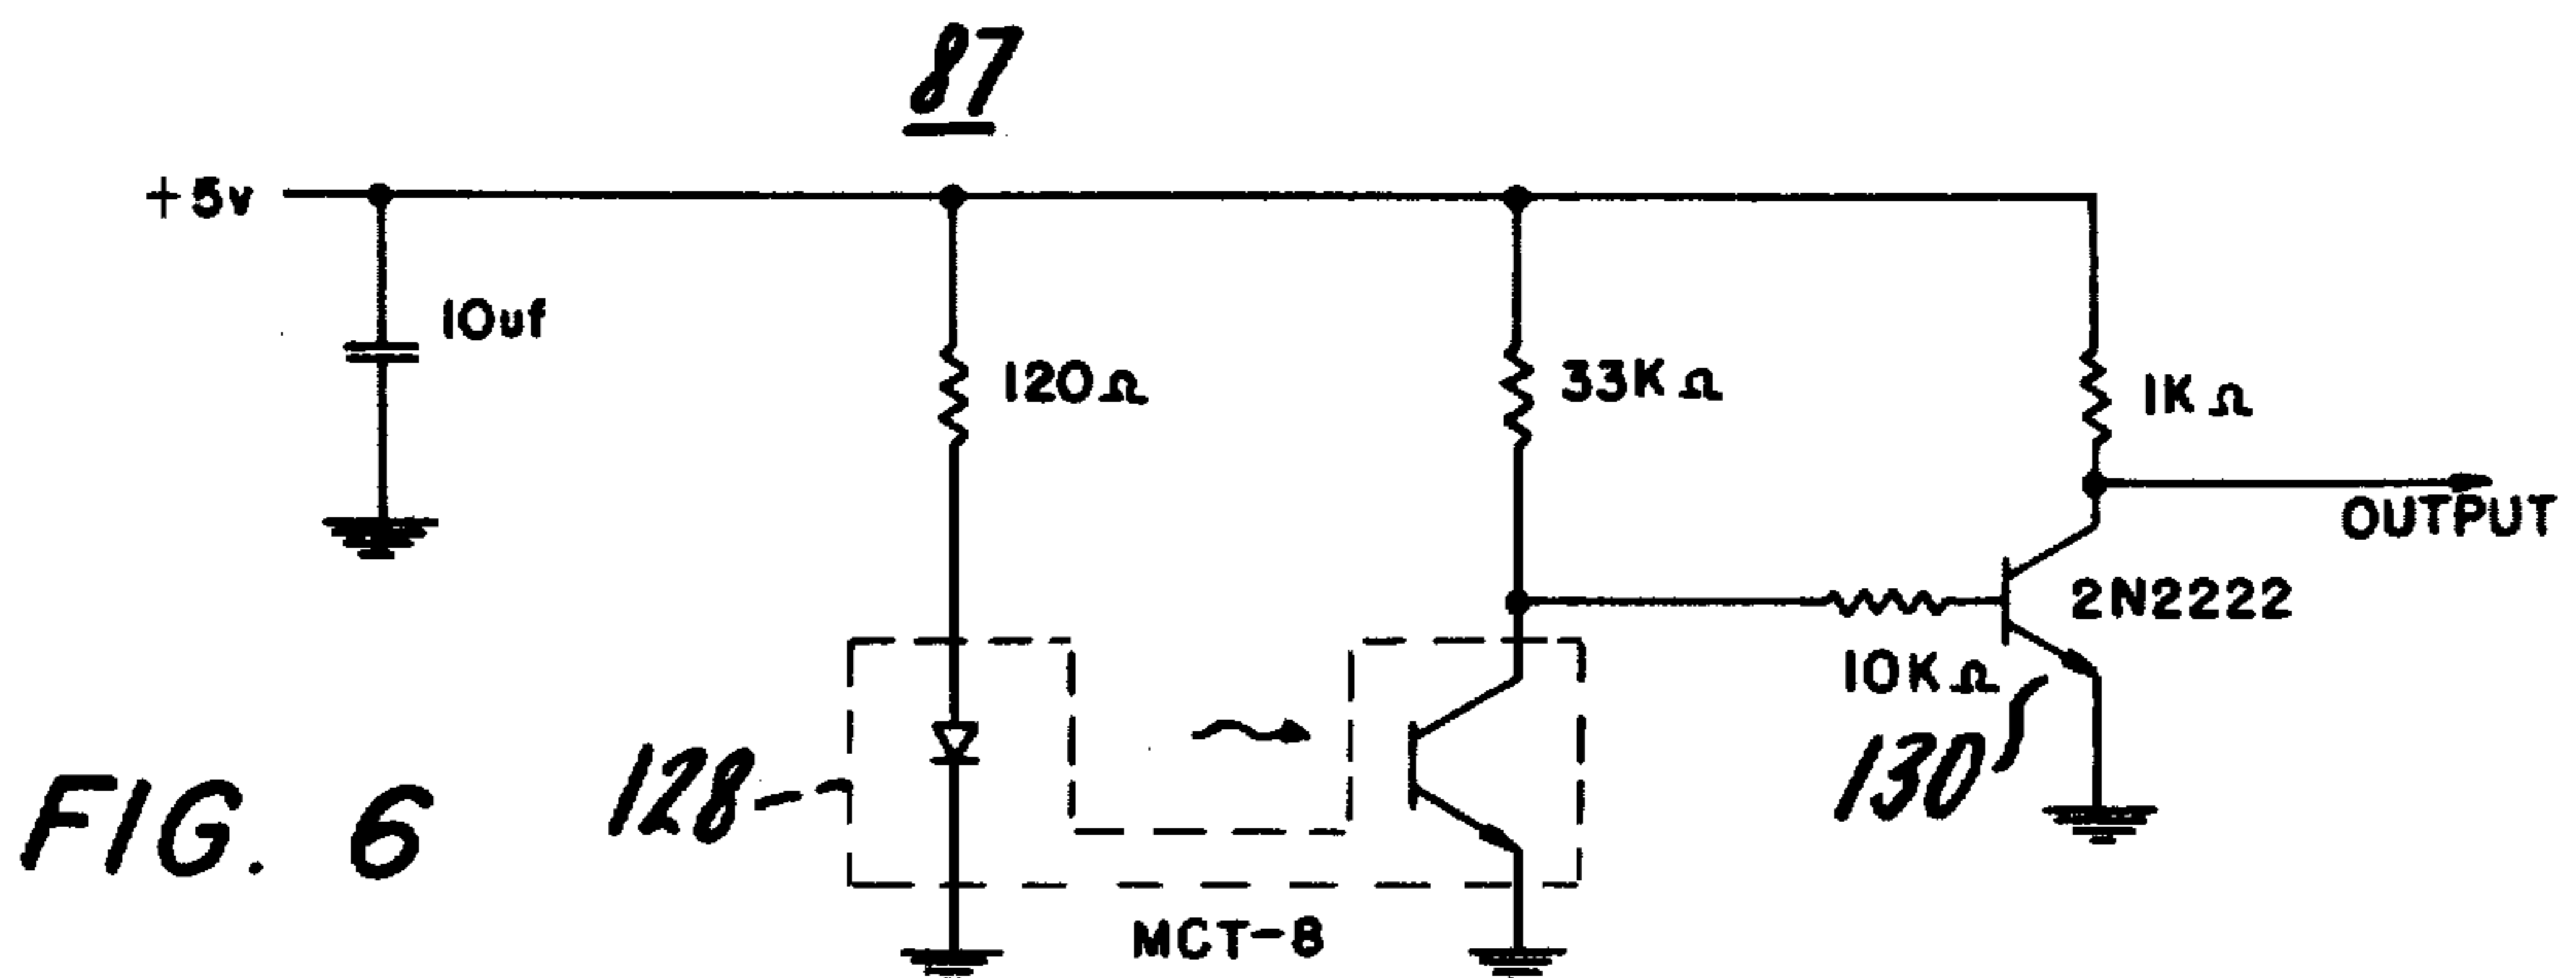 87
+5v
10uf
120Ω
33KΩ
1KΩ
OUTPUT
2N2222
10KΩ
130
128
MCT-8
FIG. 6